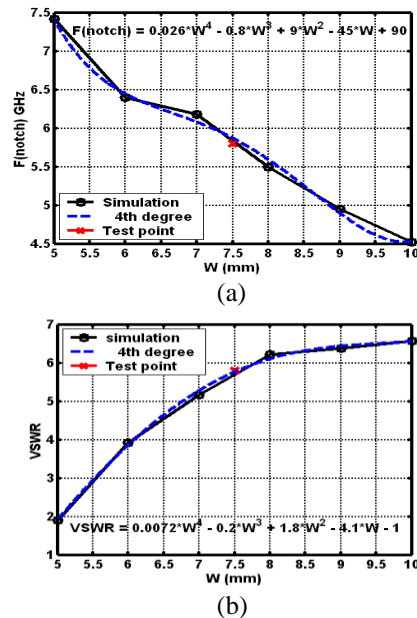 F(notch) = 0.026*W^4 - 0.8*W^3 + 9*W^2 - 45*W + 90
7.5
7
6.5
6
5.5
5
4.5
F(notch) GHz
Simulation
4th degree
Test point
5 5.5 6 6.5 7 7.5 8 8.5 9 9.5 10
W (mm)
(a)
7
6
5
4
3
2
1
VSWR
simulation
4th degree
Test point
VSWR = 0.0072*W^4 - 0.2*W^3 + 1.8*W^2 - 4.1*W - 1
5 5.5 6 6.5 7 7.5 8 8.5 9 9.5 10
W (mm)
(b)